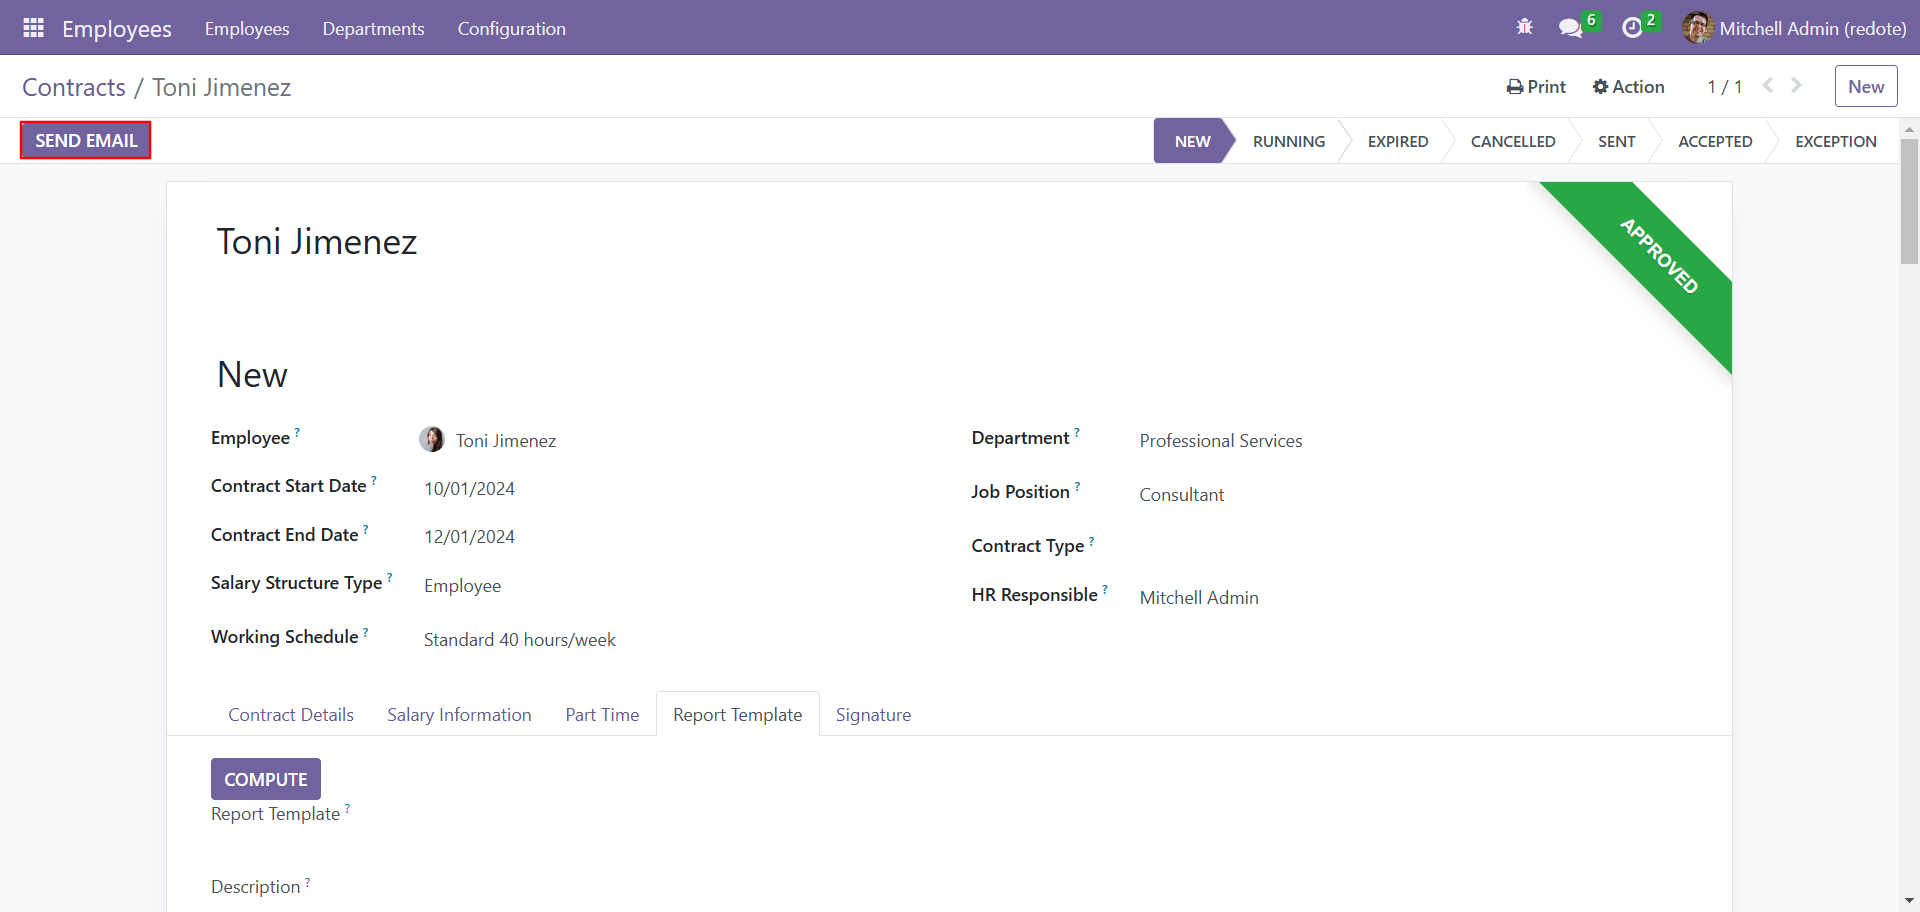 Employees Employees Departments Configuration 6 2 Mitchell Admin (redote)
Contracts / Toni Jimenez Print Action 1 / 1 New
SEND EMAIL NEW RUNNING EXPIRED CANCELLED SENT ACCEPTED EXCEPTION
APPROVED
Toni Jimenez
New
Employee ? Toni Jimenez Department ? Professional Services
Contract Start Date ? 10/01/2024 Job Position ? Consultant
Contract End Date ? 12/01/2024 Contract Type ?
Salary Structure Type ? Employee HR Responsible ? Mitchell Admin
Working Schedule ? Standard 40 hours/week
Contract Details Salary Information Part Time Report Template Signature
COMPUTE
Report Template ?
Description ?